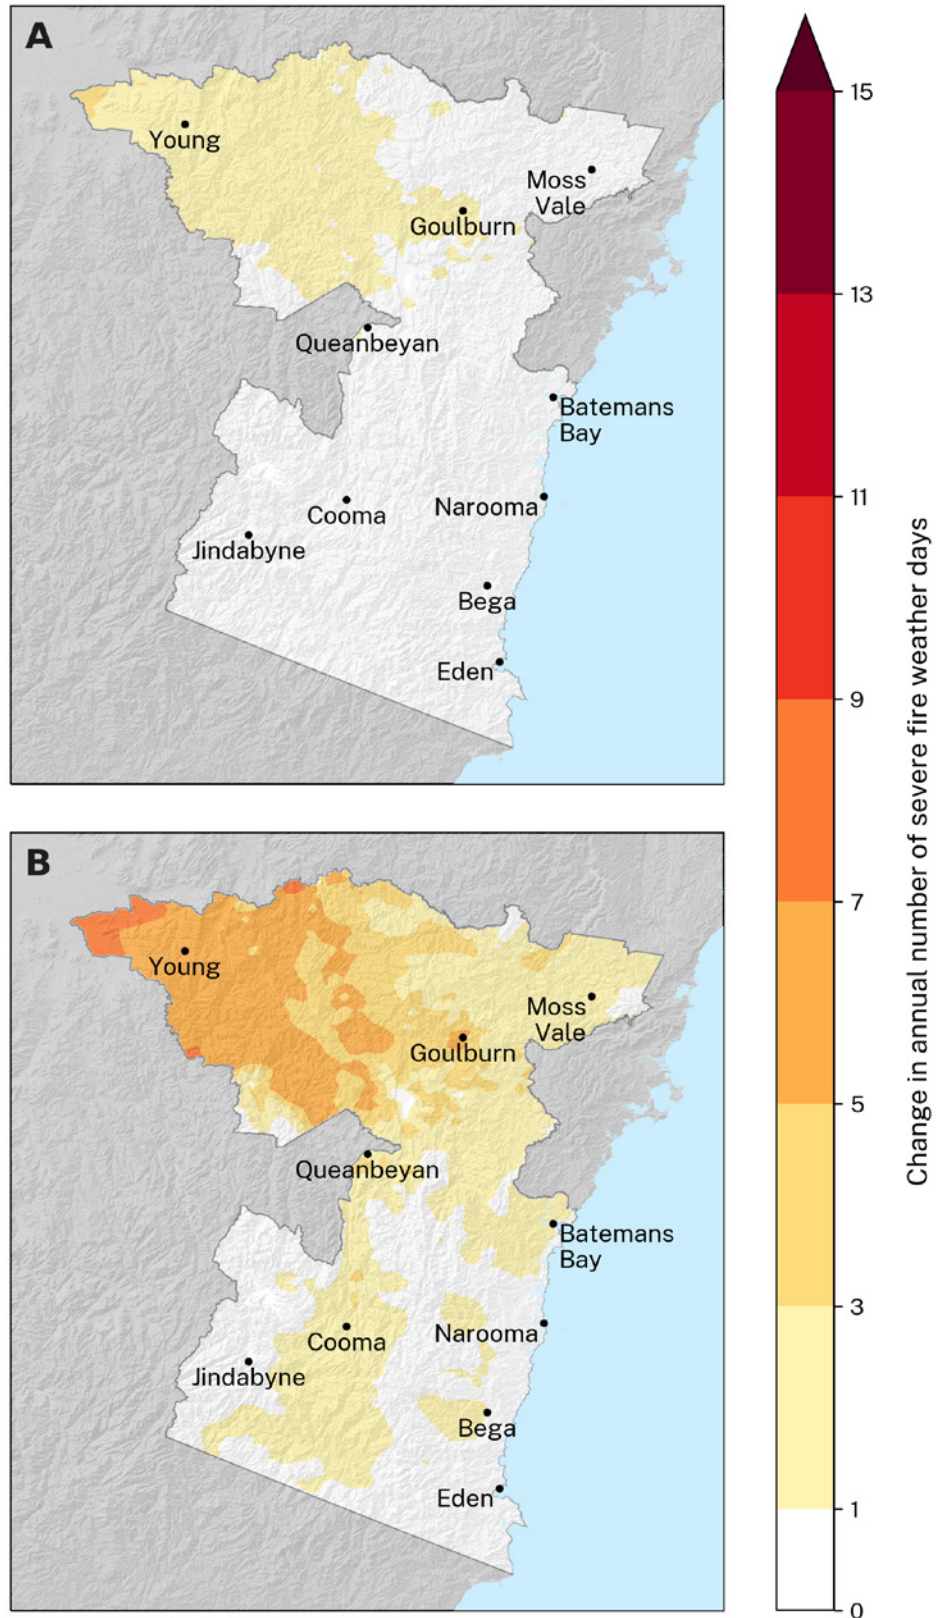 A
Young
Moss
Vale
Goulburn
Queanbeyan
Batemans
Bay
Narooma
Cooma
Jindabyne
Bega
Eden
B
Young
Moss
Vale
Goulburn
Queanbeyan
Batemans
Bay
Narooma
Cooma
Jindabyne
Bega
Eden
15
13
11
9
7
5
3
1
0
Change in annual number of severe fire weather days